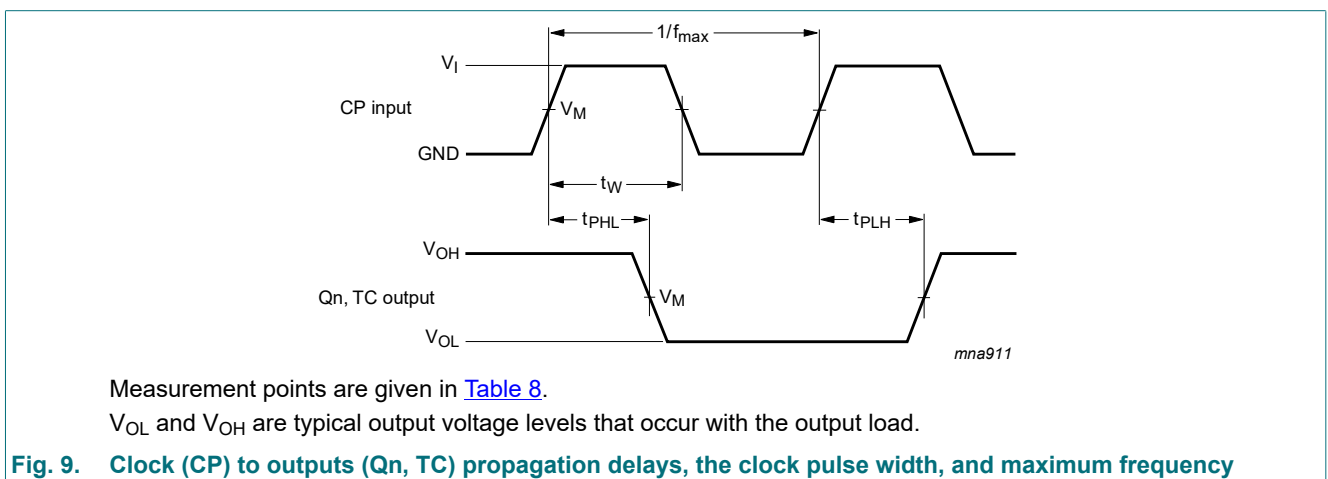 1/fmax
VI
CP input
VM
GND
tW
tPHL
tPLH
VOH
Qn, TC output
VM
VOL
mna911
Measurement points are given in Table 8.
VOL and VOH are typical output voltage levels that occur with the output load.
Fig. 9. Clock (CP) to outputs (Qn, TC) propagation delays, the clock pulse width, and maximum frequency